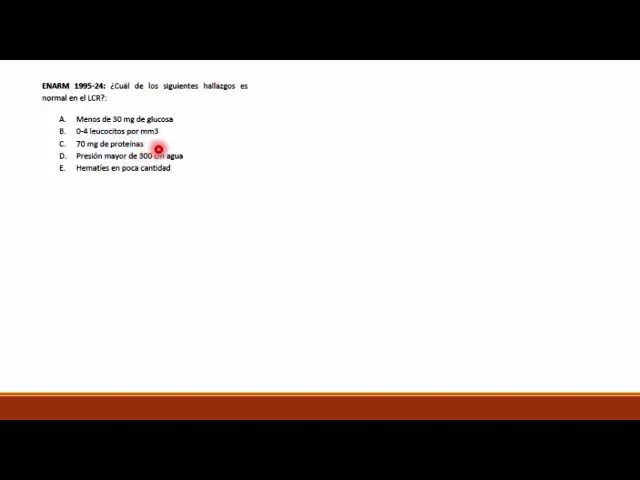 ENARM 1995-24: ¿Cuál de los siguientes hallazgos es
normal en el LCR?:
A. Menos de 30 mg de glucosa
B. 0-4 leucocitos por mm3
C. 70 mg de proteínas
D. Presión mayor de 300 cm agua
E. Hematíes en poca cantidad